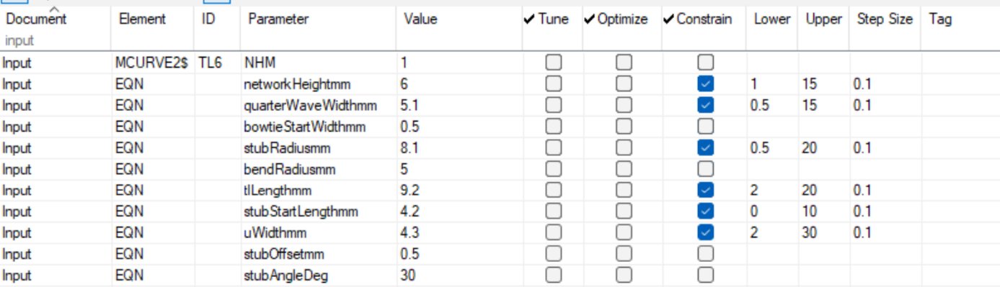 Document Element ID Parameter Value ✓ Tune ✓ Optimize ✓ Constrain Lower Upper Step Size Tag
input
Input MCURVE2$ TL6 NHM 1
Input EQN networkHeightmm 6 1 15 0.1
Input EQN quarterWaveWidthmm 5.1 0.5 15 0.1
Input EQN bowtieStartWidthmm 0.5
Input EQN stubRadiusmm 8.1 0.5 20 0.1
Input EQN bendRadiusmm 5
Input EQN tlLengthmm 9.2 2 20 0.1
Input EQN stubStartLengthmm 4.2 0 10 0.1
Input EQN uWidthmm 4.3 2 30 0.1
Input EQN stubOffsetmm 0.5
Input EQN stubAngleDeg 30